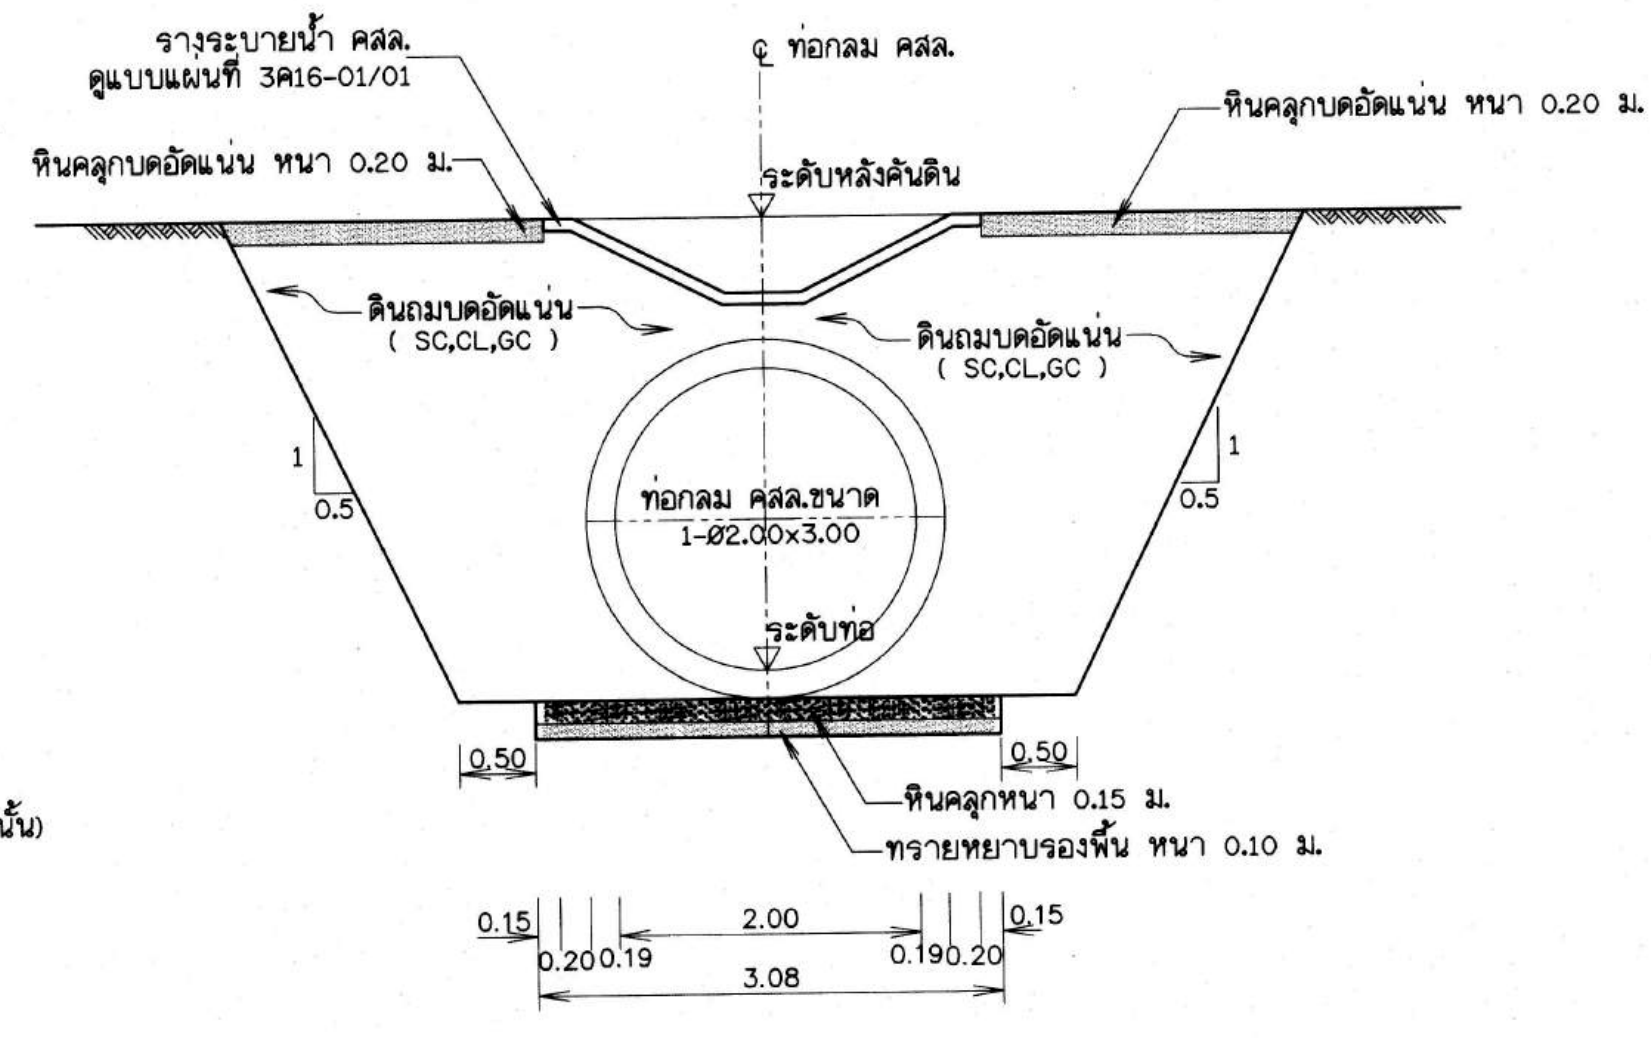 รางระบายน้ำ คสล.
ดูแบบแผ่นที่ 3ค16-01/01
℄ ท่อกลม คสล.
หินคลุกบดอัดแน่น หนา 0.20 ม.
หินคลุกบดอัดแน่น หนา 0.20 ม.
ระดับหลังคันดิน
ดินถมบดอัดแน่น
( SC,CL,GC )
ดินถมบดอัดแน่น
( SC,CL,GC )
1
0.5
1
0.5
ท่อกลม คสล.ขนาด
1-Ø2.00x3.00
ระดับท่อ
0.50
0.50
หินคลุกหนา 0.15 ม.
นั้น)
ทรายหยาบรองพื้น หนา 0.10 ม.
0.15
2.00
0.15
0.20
0.19
0.19
0.20
3.08